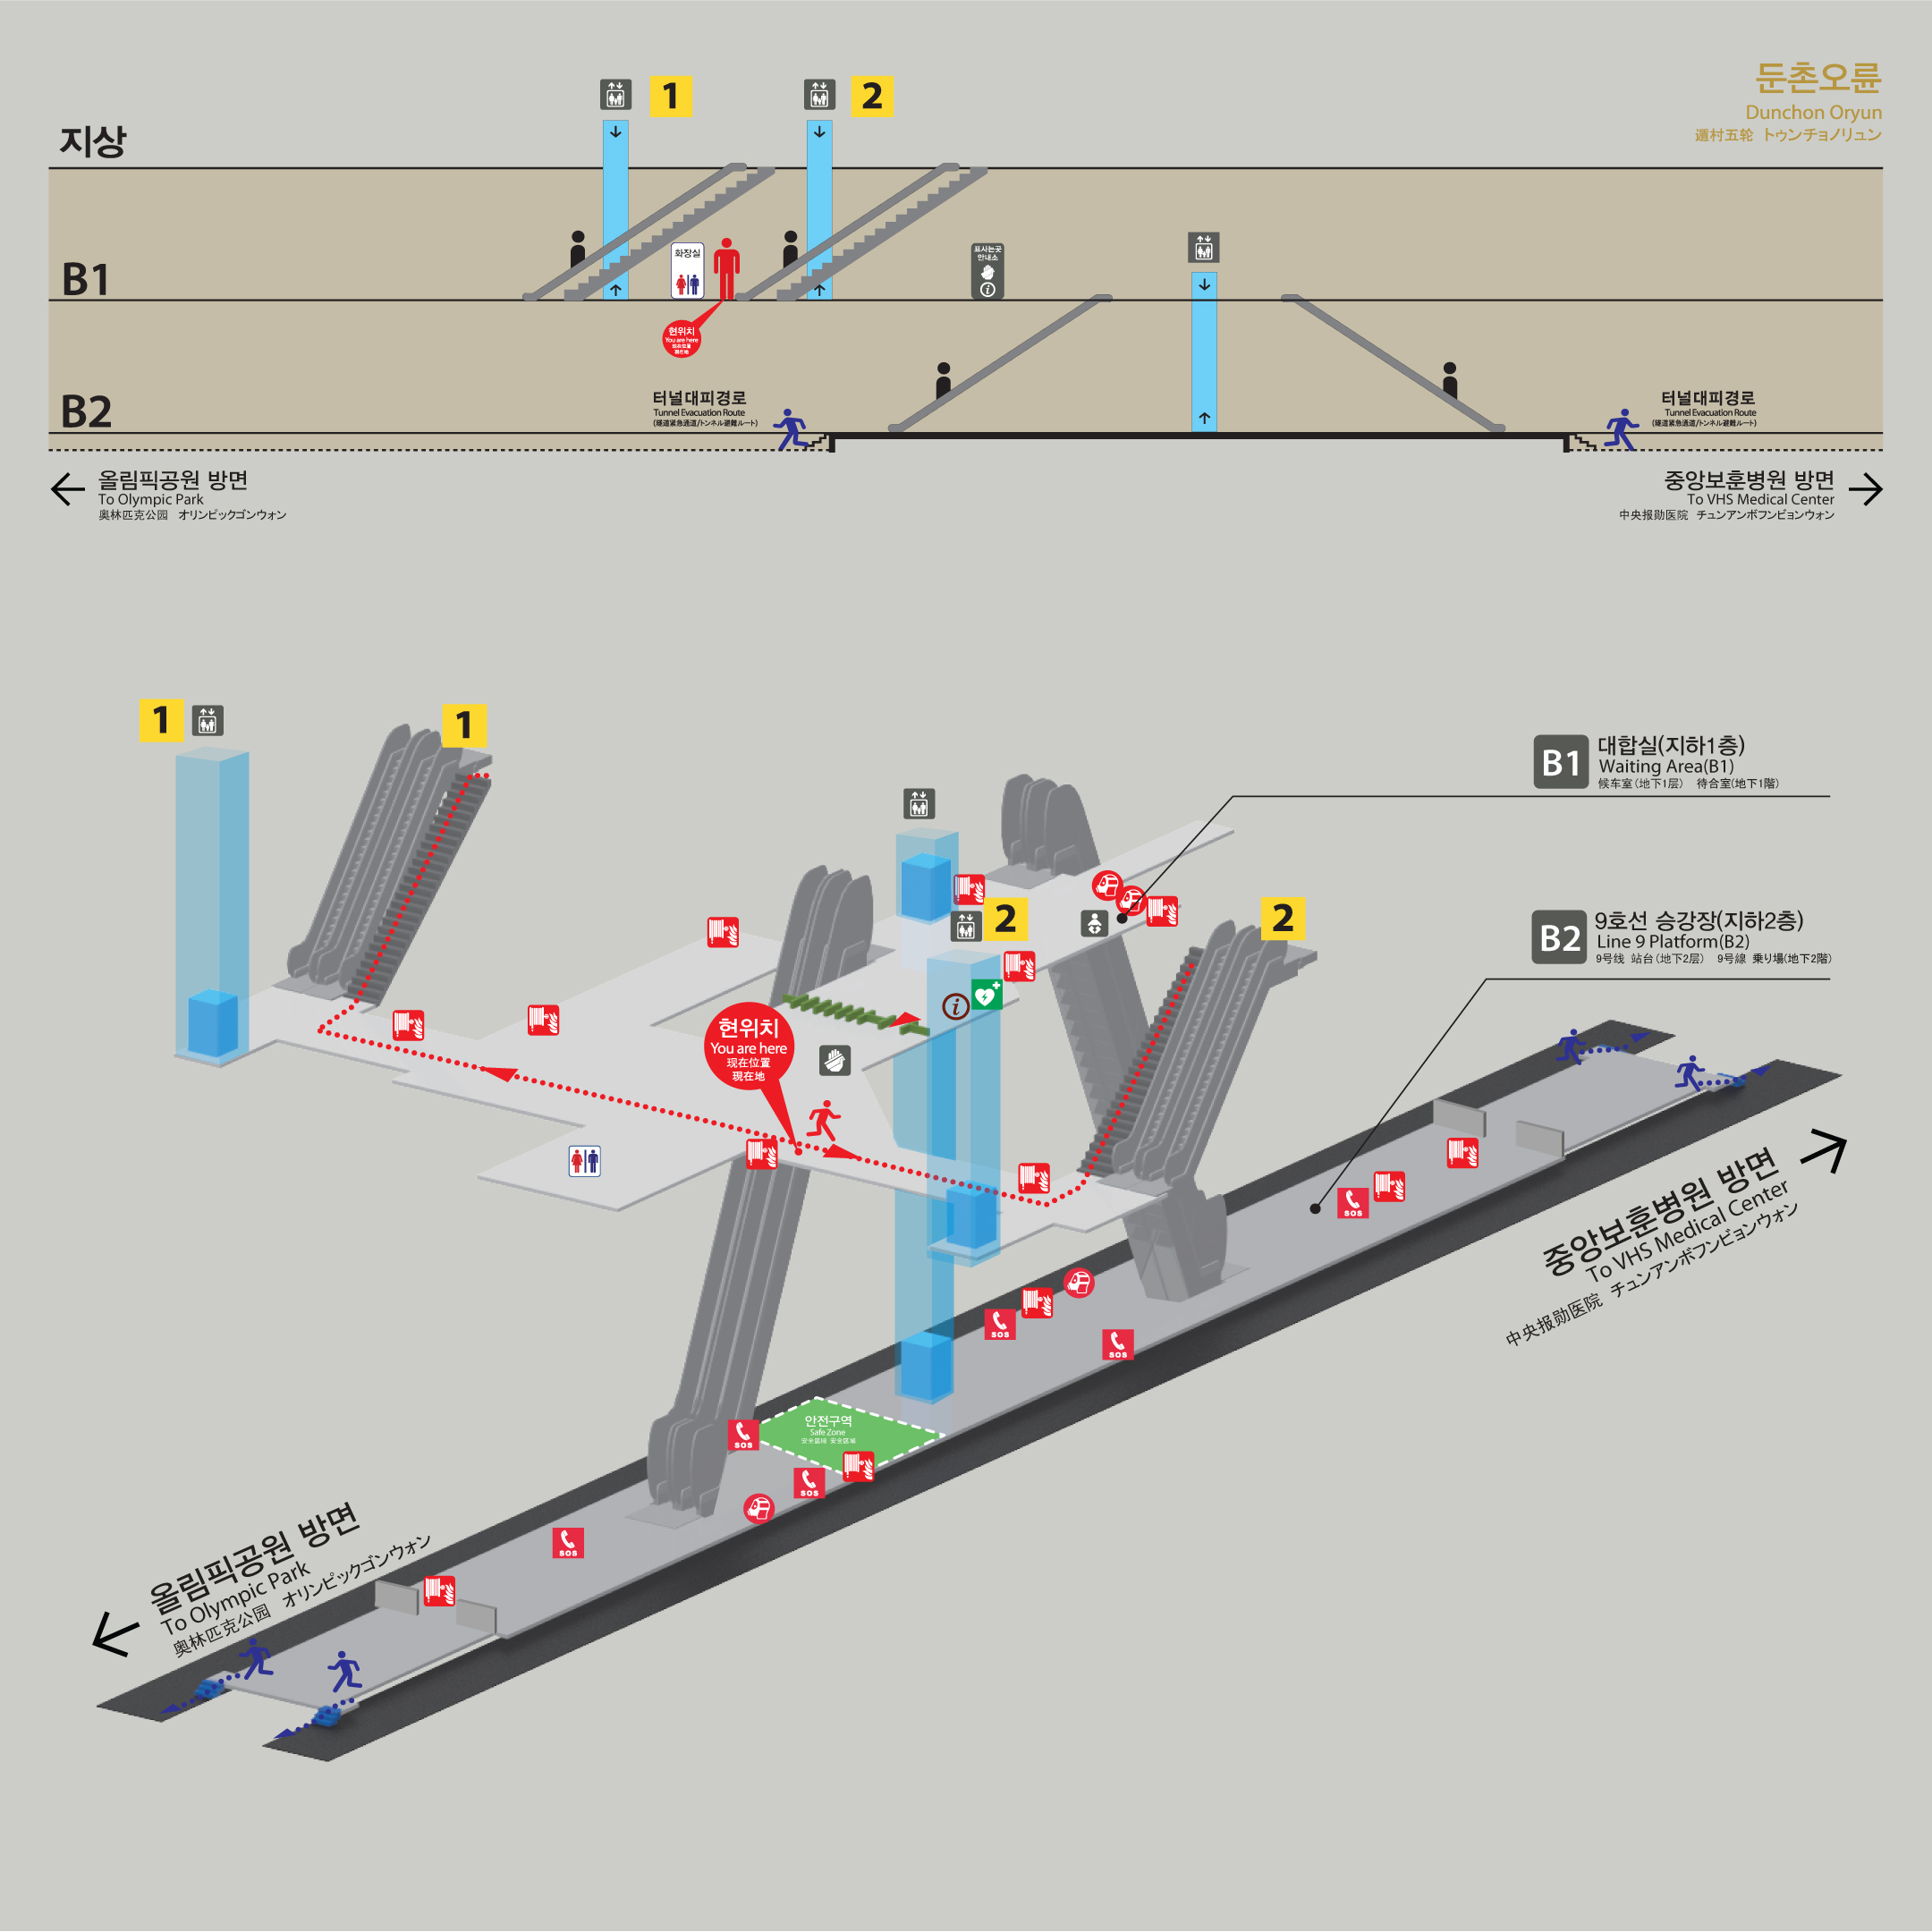 둔촌오륜
Dunchon Oryun
遁村五轮 トゥンチョノリュン
1
2
지상
B1
B2
화장실
현위치
You are here
现在位置
現在地
표사는곳
안내소
i
터널대피경로
Tunnel Evacuation Route
(隧道紧急通道/トンネル避難ルート)
터널대피경로
Tunnel Evacuation Route
(隧道紧急通道/トンネル避難ルート)
올림픽공원 방면
To Olympic Park
奥林匹克公园 オリンピックゴンウォン
중앙보훈병원 방면
To VHS Medical Center
中央报勋医院 チュンアンボフンビョンウォン
1
1
2
2
B1 대합실(지하1층)
Waiting Area(B1)
候车室(地下1层) 待合室(地下1階)
B2 9호선 승강장(지하2층)
Line 9 Platform(B2)
9号线 站台(地下2层) 9号線 乗り場(地下2階)
현위치
You are here
现在位置
現在地
i
중앙보훈병원 방면
To VHS Medical Center
中央报勋医院 チュンアンボフンビョンウォン
SOS
SOS
SOS
안전구역
Safe Zone
安全区域 安全区域
SOS
SOS
SOS
올림픽공원 방면
To Olympic Park
奥林匹克公园 オリンピックゴンウォン